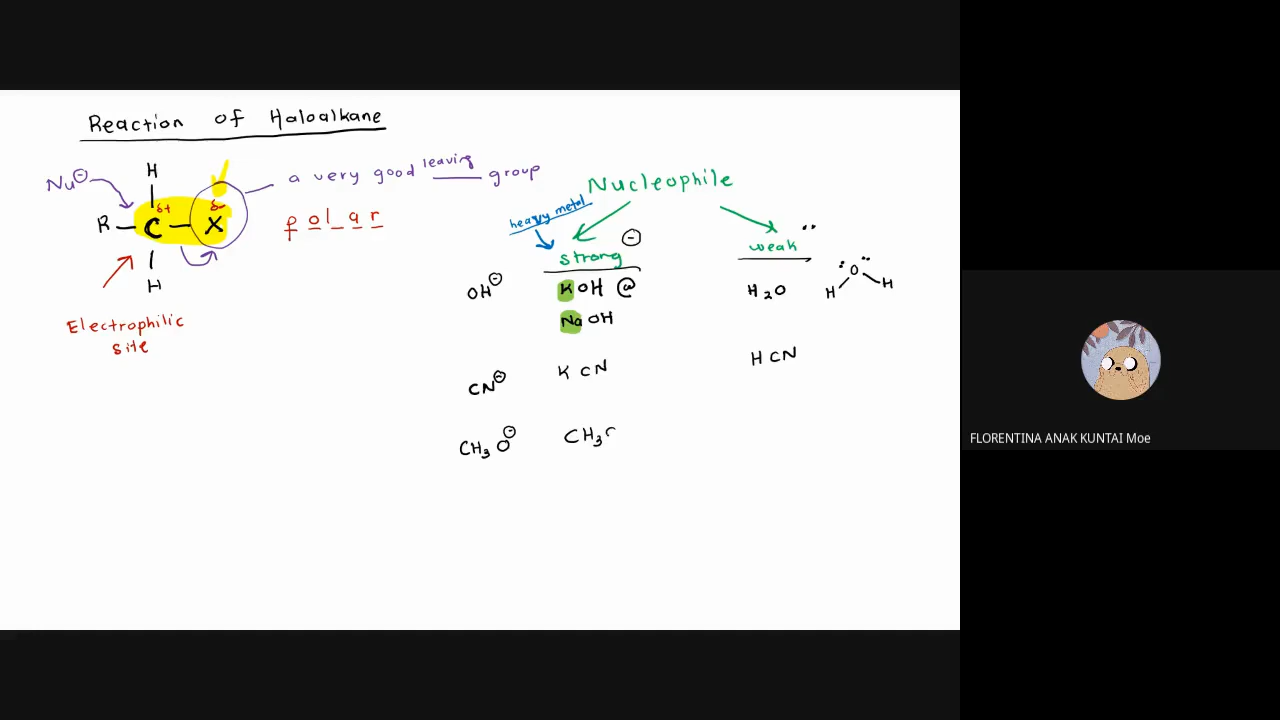 Reaction of Haloalkane
Nu⊖
H
R-C-X
δ+ δ-
H
a very good leaving group
polar
Electrophilic
site
Nucleophile
heavy metal
⊖
strong
weak
OH⊖ KOH @ H2O
H O H
NaOH
CN⊖ KCN HCN
CH3O⊖ CH3
FLORENTINA ANAK KUNTAI Moe